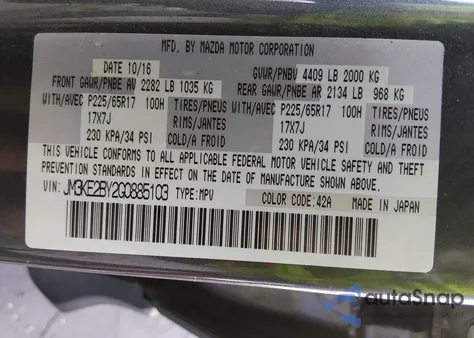 MFD. BY MAZDA MOTOR CORPORATION
DATE 10/16 GVWR/PNBV 4409 LB 2000 KG
FRONT GAWR/PNBE AV 2282 LB 1035 KG REAR GAWR/PNBE AR 2134 LB 968 KG
WITH/AVEC P225/65R17 100H TIRES/PNEUS WITH/AVEC P225/65R17 100H TIRES/PNEUS
17X7J RIMS/JANTES 17X7J RIMS/JANTES
230 KPA/34 PSI COLD/A FROID 230 KPA/34 PSI COLD/A FROID
THIS VEHICLE CONFORMS TO ALL APPLICABLE FEDERAL MOTOR VEHICLE SAFETY AND THEFT
PREVENTION STANDARDS IN EFFECT ON THE DATE OF MANUFACTURE SHOWN ABOVE.
VIN: JM3KE2BY2G0885103 TYPE:MPV COLOR CODE:42A MADE IN JAPAN
autoSnap